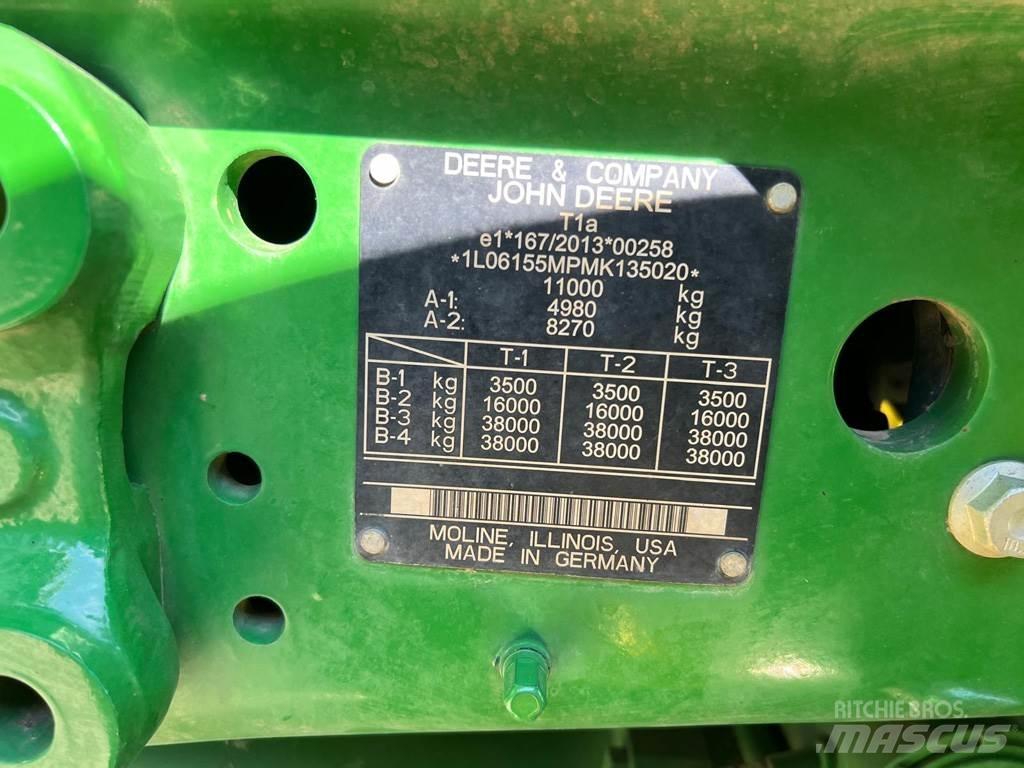 DEERE & COMPANY
JOHN DEERE
T1a
e1*167/2013*00258
*1L06155MPMK135020*
11000 kg
A-1: 4980 kg
A-2: 8270 kg
T-1 T-2 T-3
B-1 kg 3500 3500 3500
B-2 kg 16000 16000 16000
B-3 kg 38000 38000 38000
B-4 kg 38000 38000 38000
MOLINE, ILLINOIS, USA
MADE IN GERMANY
RITCHIE BROS.
MASCUS